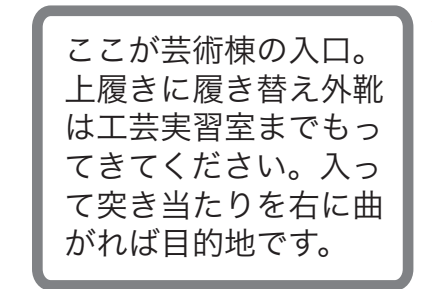 ここが芸術棟の入口。
上履きに履き替え外靴
は工芸実習室までもっ
てきてください。入っ
て突き当たりを右に曲
がれば目的地です。